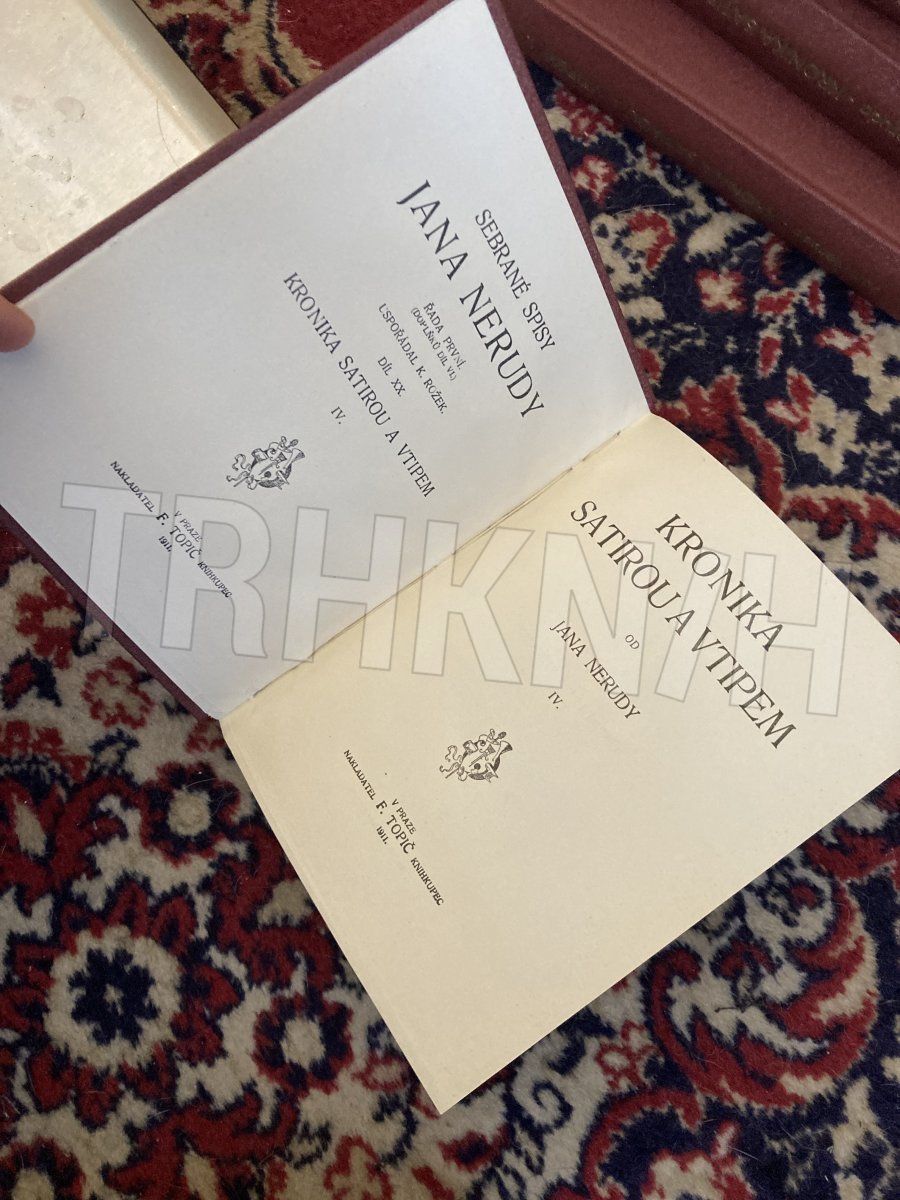 SEBRANÉ SPISY
JANA NERUDY
ŘADA PRVNÍ.
(DOPLŇKŮ DÍL VI.)
USPOŘÁDAL K. ROŽEK.
DÍL XX.
KRONIKA SATIROU A VTIPEM
IV.
V PRAZE
NAKLADATEL F. TOPIČ KNIHKUPEC
1911.
KRONIKA
SATIROU A VTIPEM
OD
JANA NERUDY
IV.
V PRAZE
NAKLADATEL F. TOPIČ KNIHKUPEC
1911.
TRHKNIH